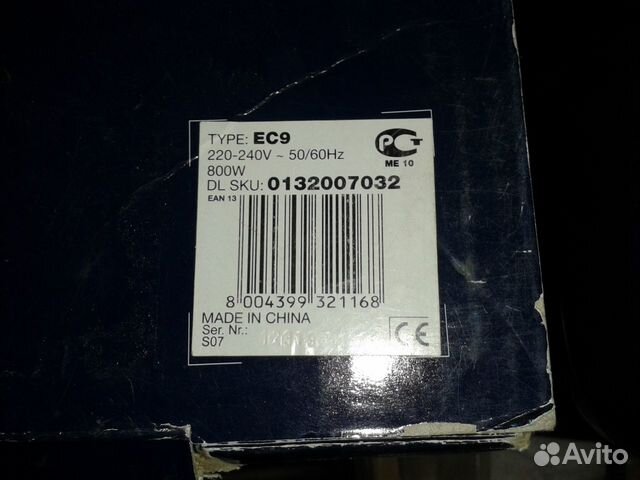 TYPE: EC9
220-240V ~ 50/60Hz
800W
DL SKU: 0132007032
EAN 13
PCT
ME 10
8 004399 321168
MADE IN CHINA
Ser. Nr.:
S07
CE
Avito